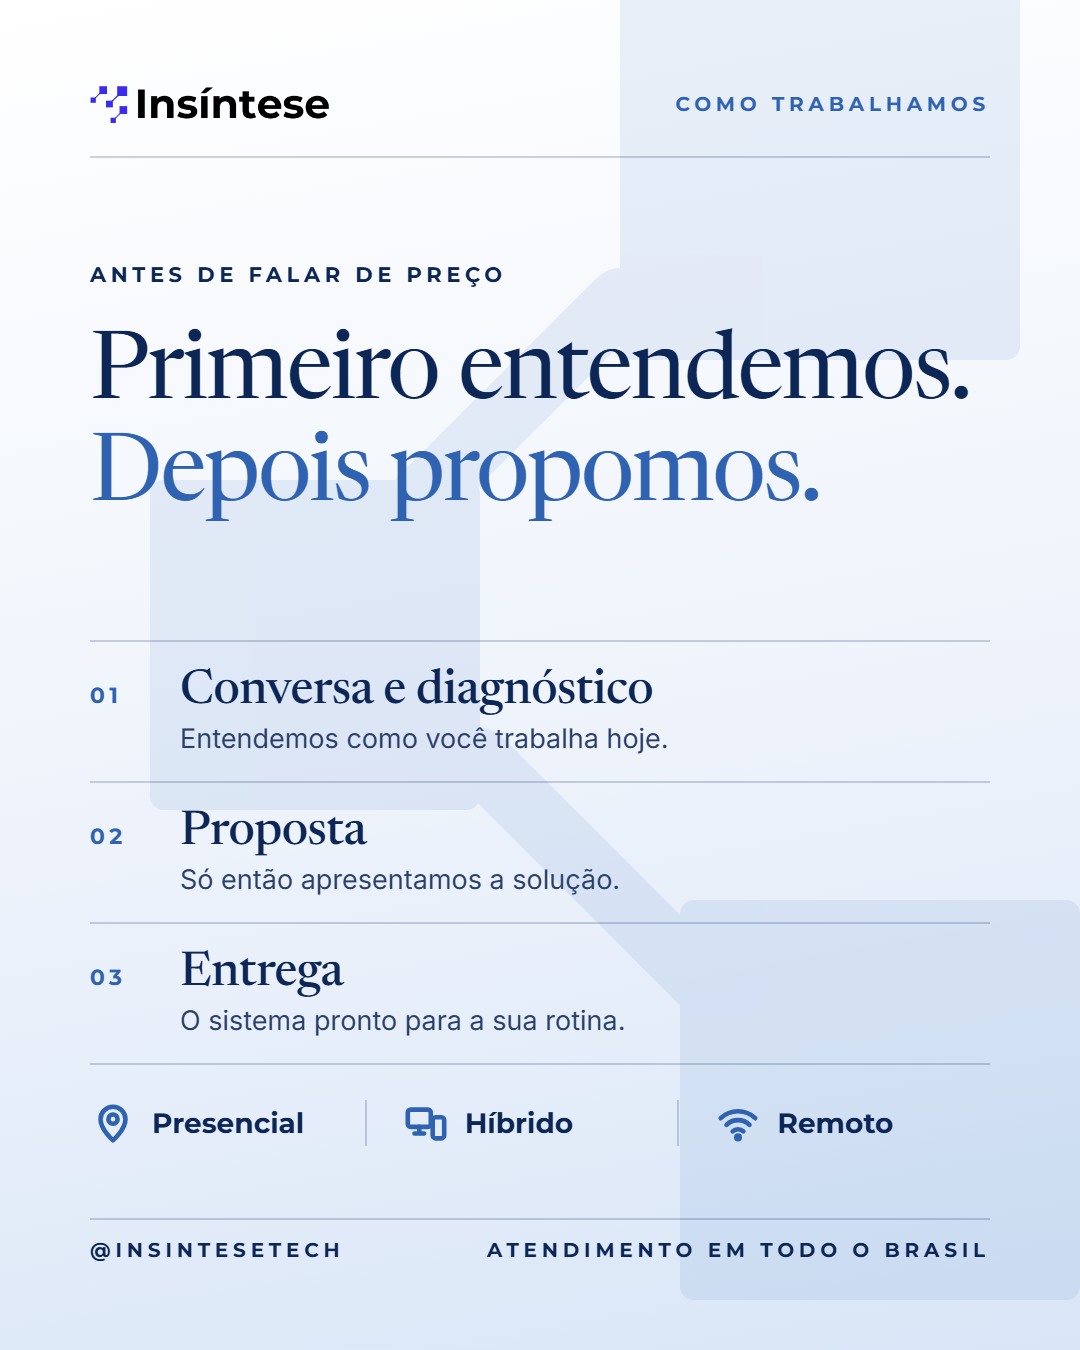 Insíntese
COMO TRABALHAMOS
ANTES DE FALAR DE PREÇO
Primeiro entendemos.
Depois propomos.
01
Conversa e diagnóstico
Entendemos como você trabalha hoje.
02
Proposta
Só então apresentamos a solução.
03
Entrega
O sistema pronto para a sua rotina.
Presencial
Híbrido
Remoto
@INSINTESETECH
ATENDIMENTO EM TODO O BRASIL